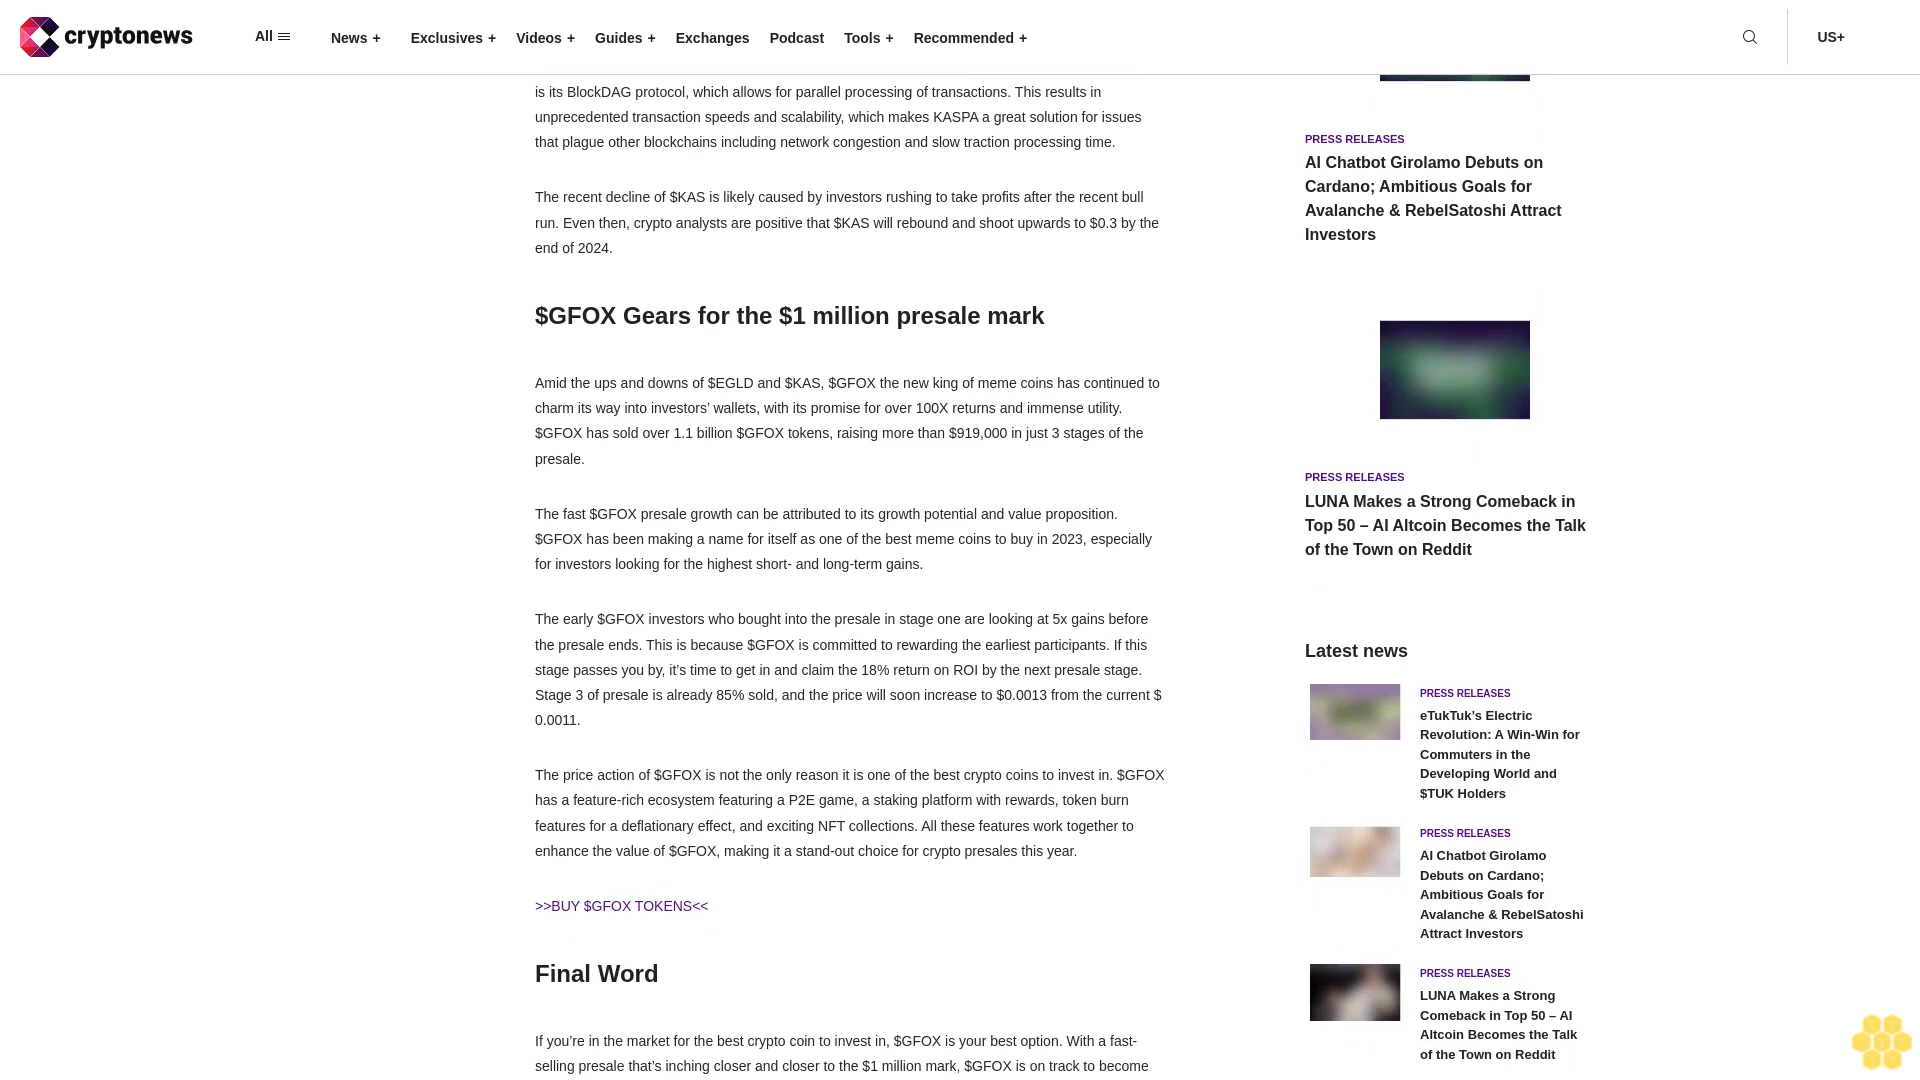 cryptonews
All
News +
Exclusives +
Videos +
Guides +
Exchanges
Podcast
Tools +
Recommended +
US+
is its BlockDAG protocol, which allows for parallel processing of transactions. This results in
unprecedented transaction speeds and scalability, which makes KASPA a great solution for issues
that plague other blockchains including network congestion and slow traction processing time.
The recent decline of $KAS is likely caused by investors rushing to take profits after the recent bull
run. Even then, crypto analysts are positive that $KAS will rebound and shoot upwards to $0.3 by the
end of 2024.
$GFOX Gears for the $1 million presale mark
Amid the ups and downs of $EGLD and $KAS, $GFOX the new king of meme coins has continued to
charm its way into investors’ wallets, with its promise for over 100X returns and immense utility.
$GFOX has sold over 1.1 billion $GFOX tokens, raising more than $919,000 in just 3 stages of the
presale.
The fast $GFOX presale growth can be attributed to its growth potential and value proposition.
$GFOX has been making a name for itself as one of the best meme coins to buy in 2023, especially
for investors looking for the highest short- and long-term gains.
The early $GFOX investors who bought into the presale in stage one are looking at 5x gains before
the presale ends. This is because $GFOX is committed to rewarding the earliest participants. If this
stage passes you by, it’s time to get in and claim the 18% return on ROI by the next presale stage.
Stage 3 of presale is already 85% sold, and the price will soon increase to $0.0013 from the current $
0.0011.
The price action of $GFOX is not the only reason it is one of the best crypto coins to invest in. $GFOX
has a feature-rich ecosystem featuring a P2E game, a staking platform with rewards, token burn
features for a deflationary effect, and exciting NFT collections. All these features work together to
enhance the value of $GFOX, making it a stand-out choice for crypto presales this year.
>>BUY $GFOX TOKENS<<
Final Word
If you’re in the market for the best crypto coin to invest in, $GFOX is your best option. With a fast-
selling presale that’s inching closer and closer to the $1 million mark, $GFOX is on track to become
PRESS RELEASES
AI Chatbot Girolamo Debuts on
Cardano; Ambitious Goals for
Avalanche & RebelSatoshi Attract
Investors
PRESS RELEASES
LUNA Makes a Strong Comeback in
Top 50 – AI Altcoin Becomes the Talk
of the Town on Reddit
Latest news
PRESS RELEASES
eTukTuk’s Electric
Revolution: A Win-Win for
Commuters in the
Developing World and
$TUK Holders
PRESS RELEASES
AI Chatbot Girolamo
Debuts on Cardano;
Ambitious Goals for
Avalanche & RebelSatoshi
Attract Investors
PRESS RELEASES
LUNA Makes a Strong
Comeback in Top 50 – AI
Altcoin Becomes the Talk
of the Town on Reddit